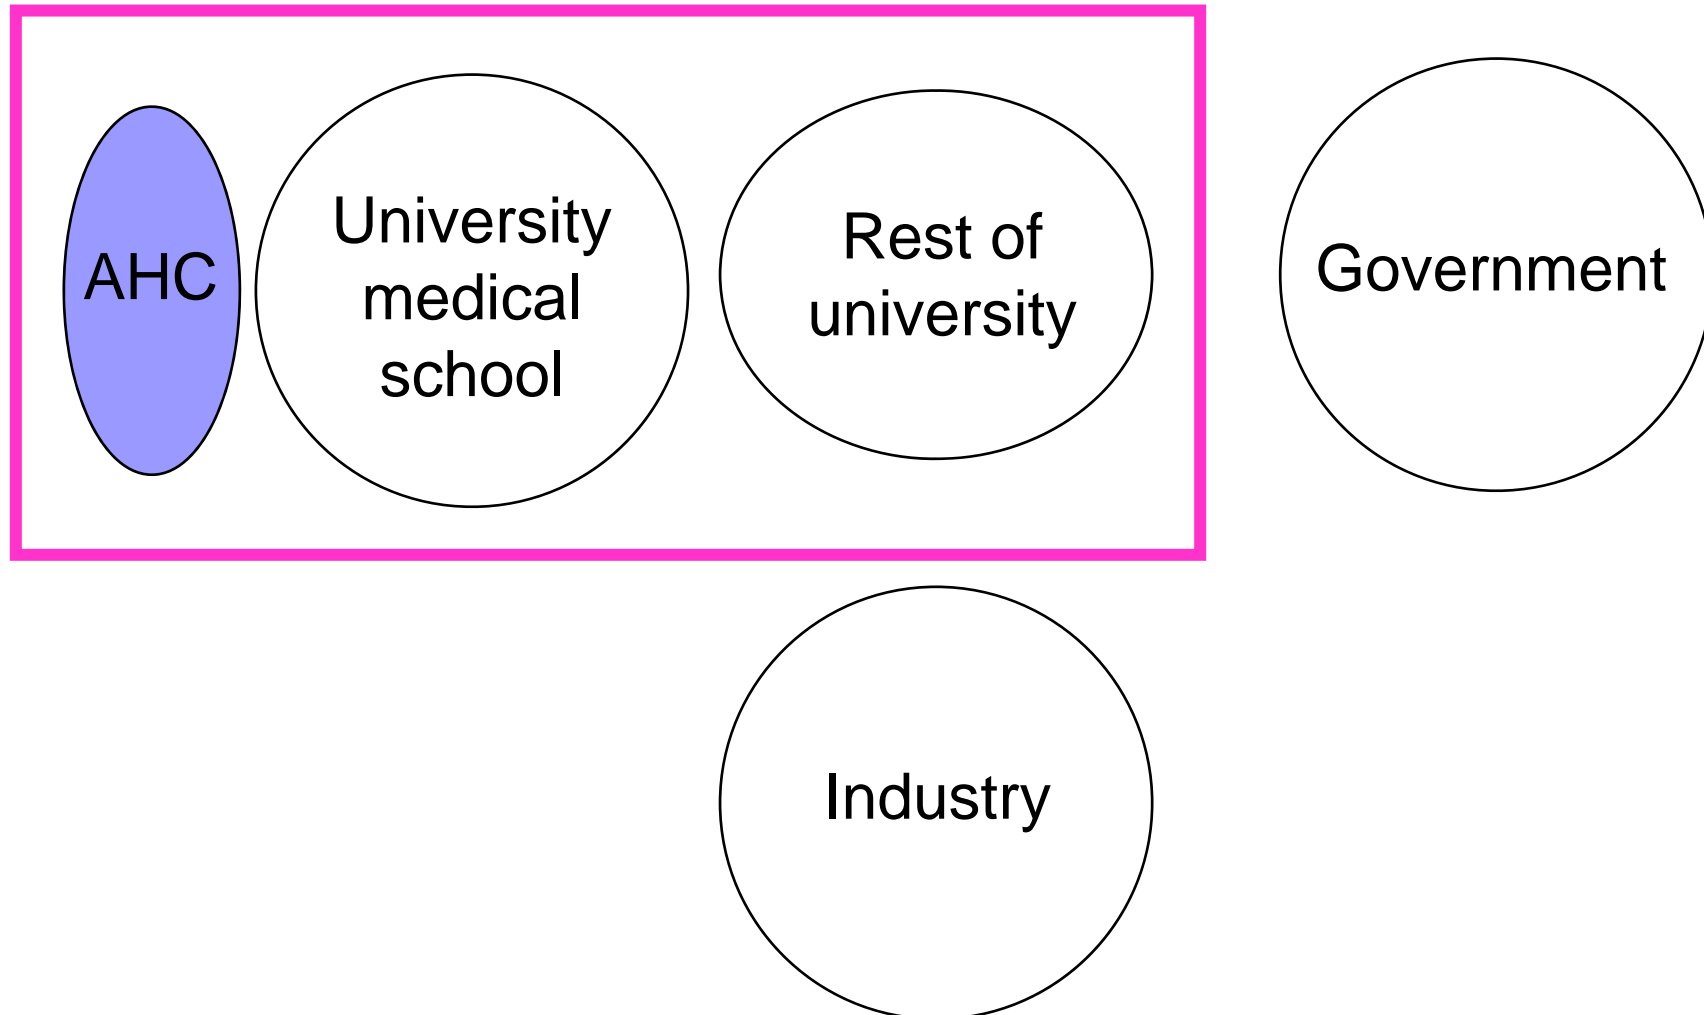 AHC
University
medical
school
Rest of
university
Government
Industry